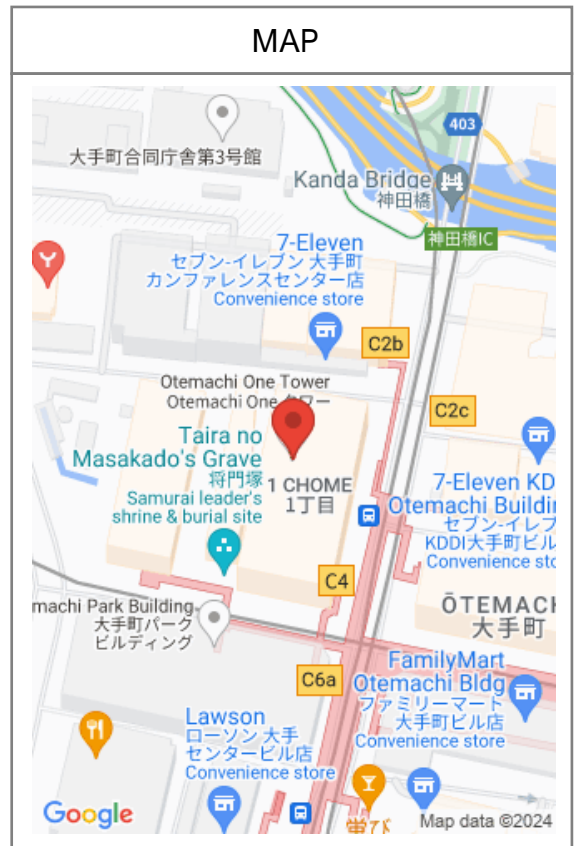 MAP
大手町合同庁舎第3号館
403
Kanda Bridge
神田橋
神田橋IC
7-Eleven
セブン-イレブン 大手町
カンファレンスセンター店
Convenience store
C2b
Otemachi One Tower
Otemachi One
C2c
Taira no
Masakado's Grave
将門塚
Samurai leader's
shrine & burial site
1 CHOME
1丁目
7-Eleven KD
Otemachi Buildin
セブン-イレブ
KDDI大手町ビル
Convenience sto
C4
ŌTEMACH
大手町
machi Park Building
大手町パーク
ビルディング
C6a
FamilyMart
Otemachi Bldg
ファミリーマート
大手町ビル店
Convenience store
Lawson
ローソン 大手
センタービル店
Convenience store
Google
Map data ©2024